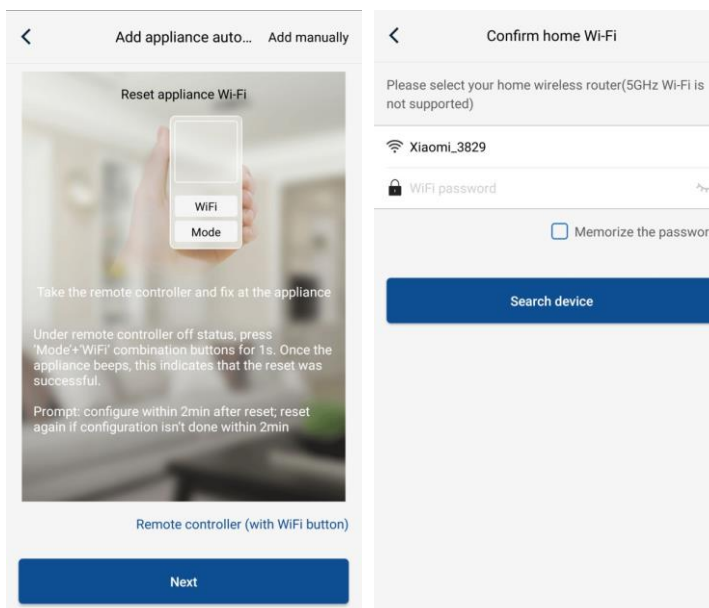 Add appliance auto... Add manually
Reset appliance Wi-Fi
WiFi
Mode
Take the remote controller and fix at the appliance
Under remote controller off status, press
'Mode'+'WiFi' combination buttons for 1s. Once the
appliance beeps, this indicates that the reset was
successful.
Prompt: configure within 2min after reset; reset
again if configuration isn't done within 2min
Remote controller (with WiFi button)
Next
Confirm home Wi-Fi
Please select your home wireless router(5GHz Wi-Fi is
not supported)
Xiaomi_3829
WiFi password
Memorize the passwor
Search device